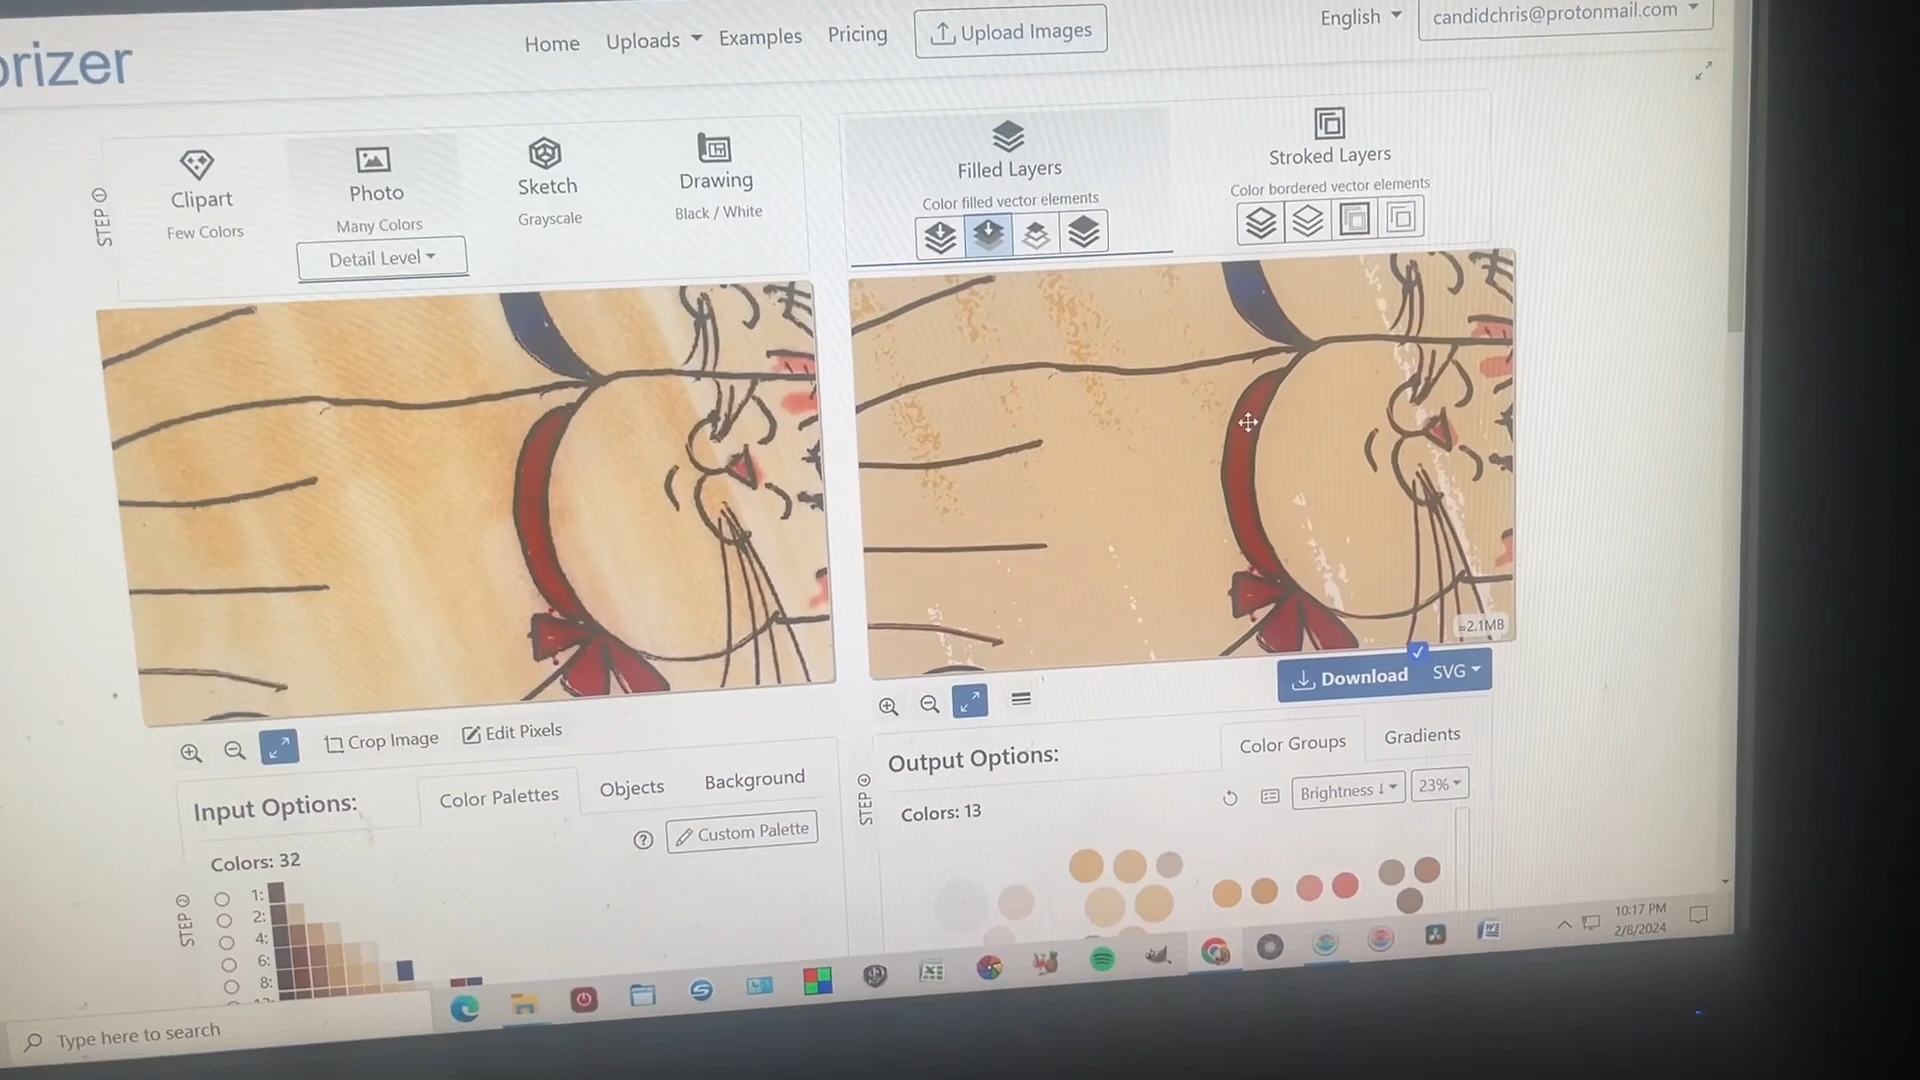 orizer
Home Uploads Examples Pricing Upload Images English candidchris@protonmail.com
STEP 1
Clipart
Few Colors
Photo
Many Colors
Detail Level
Sketch
Grayscale
Drawing
Black / White
Filled Layers
Color filled vector elements
Stroked Layers
Color bordered vector elements
≈2.1MB
Download SVG
Crop Image Edit Pixels
Input Options: Color Palettes Objects Background
Custom Palette
STEP 2
Colors: 32
1:
2:
4:
6:
8:
Output Options: Color Groups Gradients
STEP 4
Colors: 13 Brightness ↓ 23%
Type here to search
10:17 PM
2/8/2024